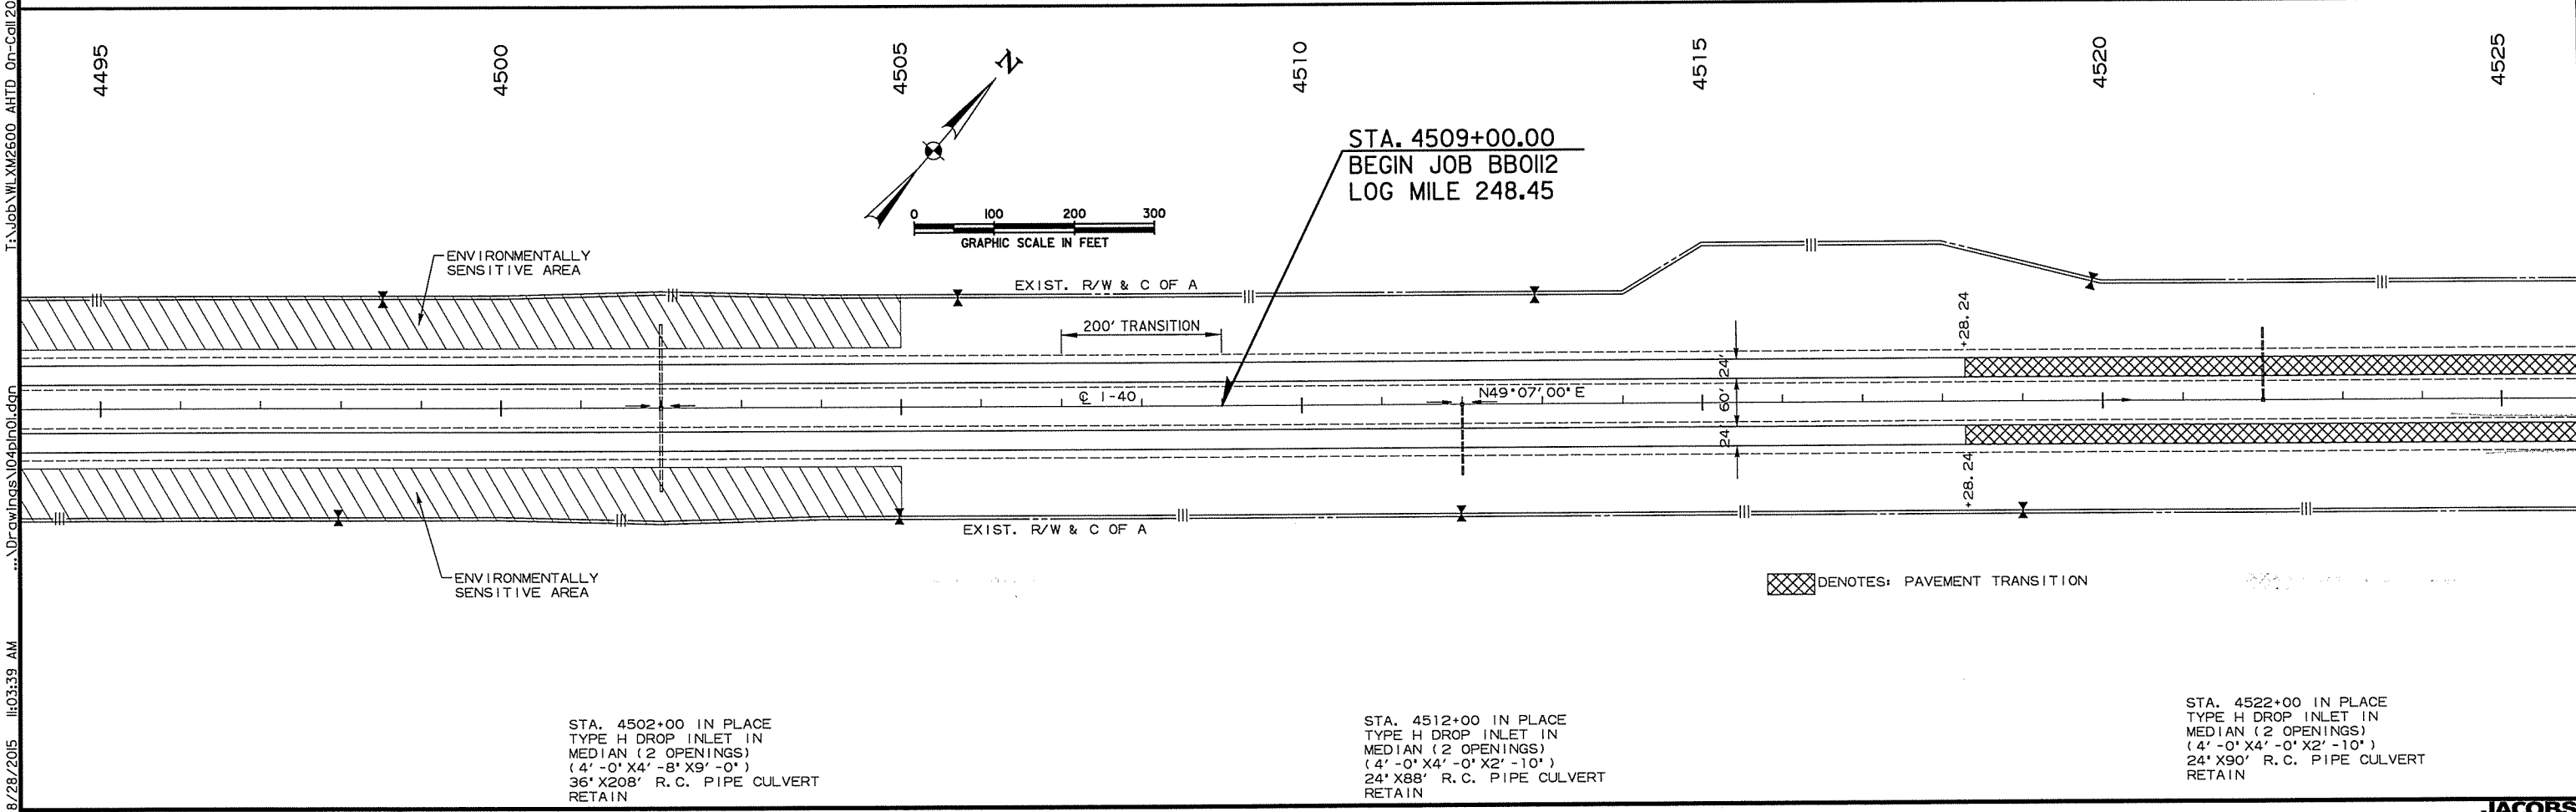 T:\Job\WLXM2600 AHTD On-Call 20
...\Drawings\104pln01.dgn
8/28/2015 11:03:39 AM
4495
4500
4505
4510
4515
4520
4525
N
0 100 200 300
GRAPHIC SCALE IN FEET
STA. 4509+00.00
BEGIN JOB BB0112
LOG MILE 248.45
ENVIRONMENTALLY
SENSITIVE AREA
EXIST. R/W & C OF A
200' TRANSITION
+28.24
24'
℄ I-40
N49°07'00"E
60'
24'
+28.24
EXIST. R/W & C OF A
ENVIRONMENTALLY
SENSITIVE AREA
DENOTES: PAVEMENT TRANSITION
STA. 4502+00 IN PLACE
TYPE H DROP INLET IN
MEDIAN (2 OPENINGS)
(4'-0"X4'-8"X9'-0")
36"X208' R.C. PIPE CULVERT
RETAIN
STA. 4512+00 IN PLACE
TYPE H DROP INLET IN
MEDIAN (2 OPENINGS)
(4'-0"X4'-0"X2'-10")
24"X88' R.C. PIPE CULVERT
RETAIN
STA. 4522+00 IN PLACE
TYPE H DROP INLET IN
MEDIAN (2 OPENINGS)
(4'-0"X4'-0"X2'-10")
24"X90' R.C. PIPE CULVERT
RETAIN
JACOBS